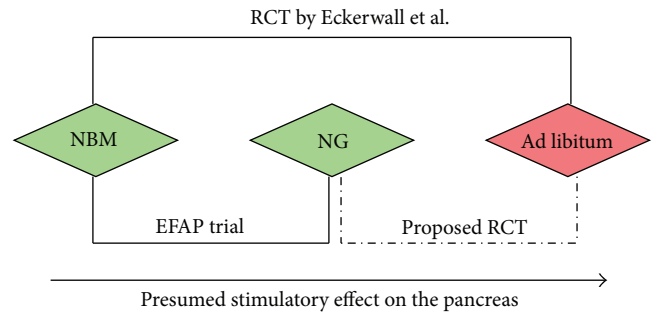 RCT by Eckerwall et al.
NBM
NG
Ad libitum
EFAP trial
Proposed RCT
Presumed stimulatory effect on the pancreas